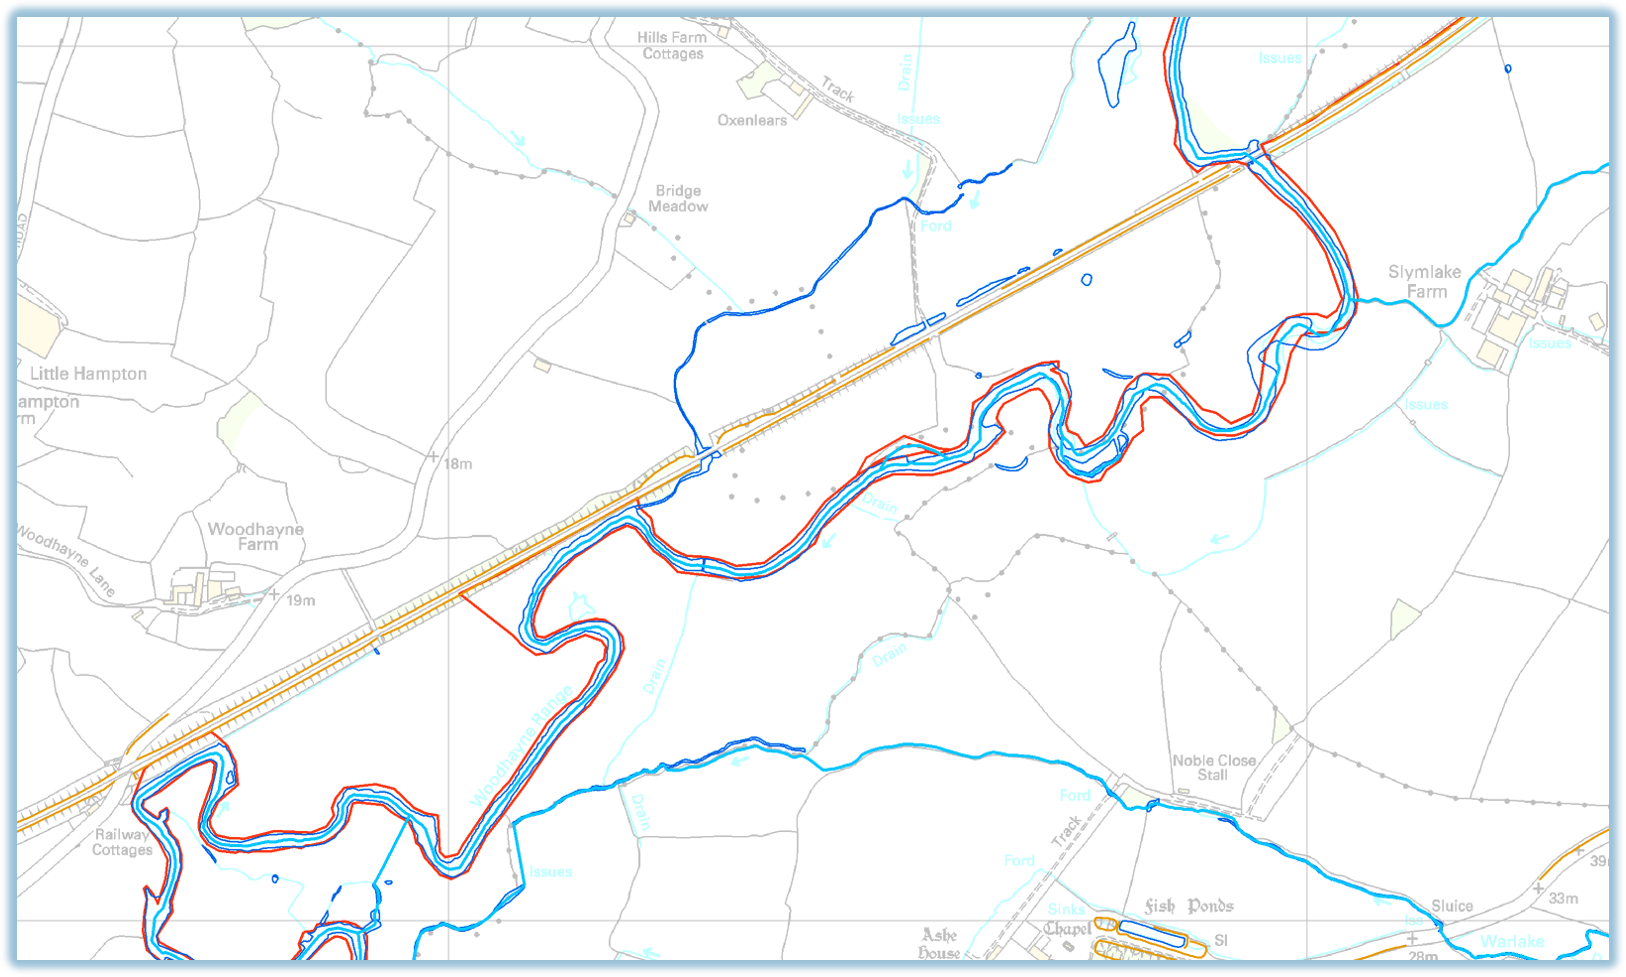 Hills Farm
Cottages
Track
Drain
Issues
Oxenlears
Issues
Bridge
Meadow
Ford
ROAD
Slymlake
Farm
Issues
Little Hampton
ampton
rm
Issues
18m
Drain
Woodhayne
Farm
Woodhayne Lane
19m
Drain
Drain
Woodhayne Range
Noble Close
Stall
Ford
Drain
Track
Railway
Cottages
Ford
Issues
39m
33m
Sinks
Fish Ponds
Sluice
Iss
Chapel
Ashe
House
Sl
Warlake
28m